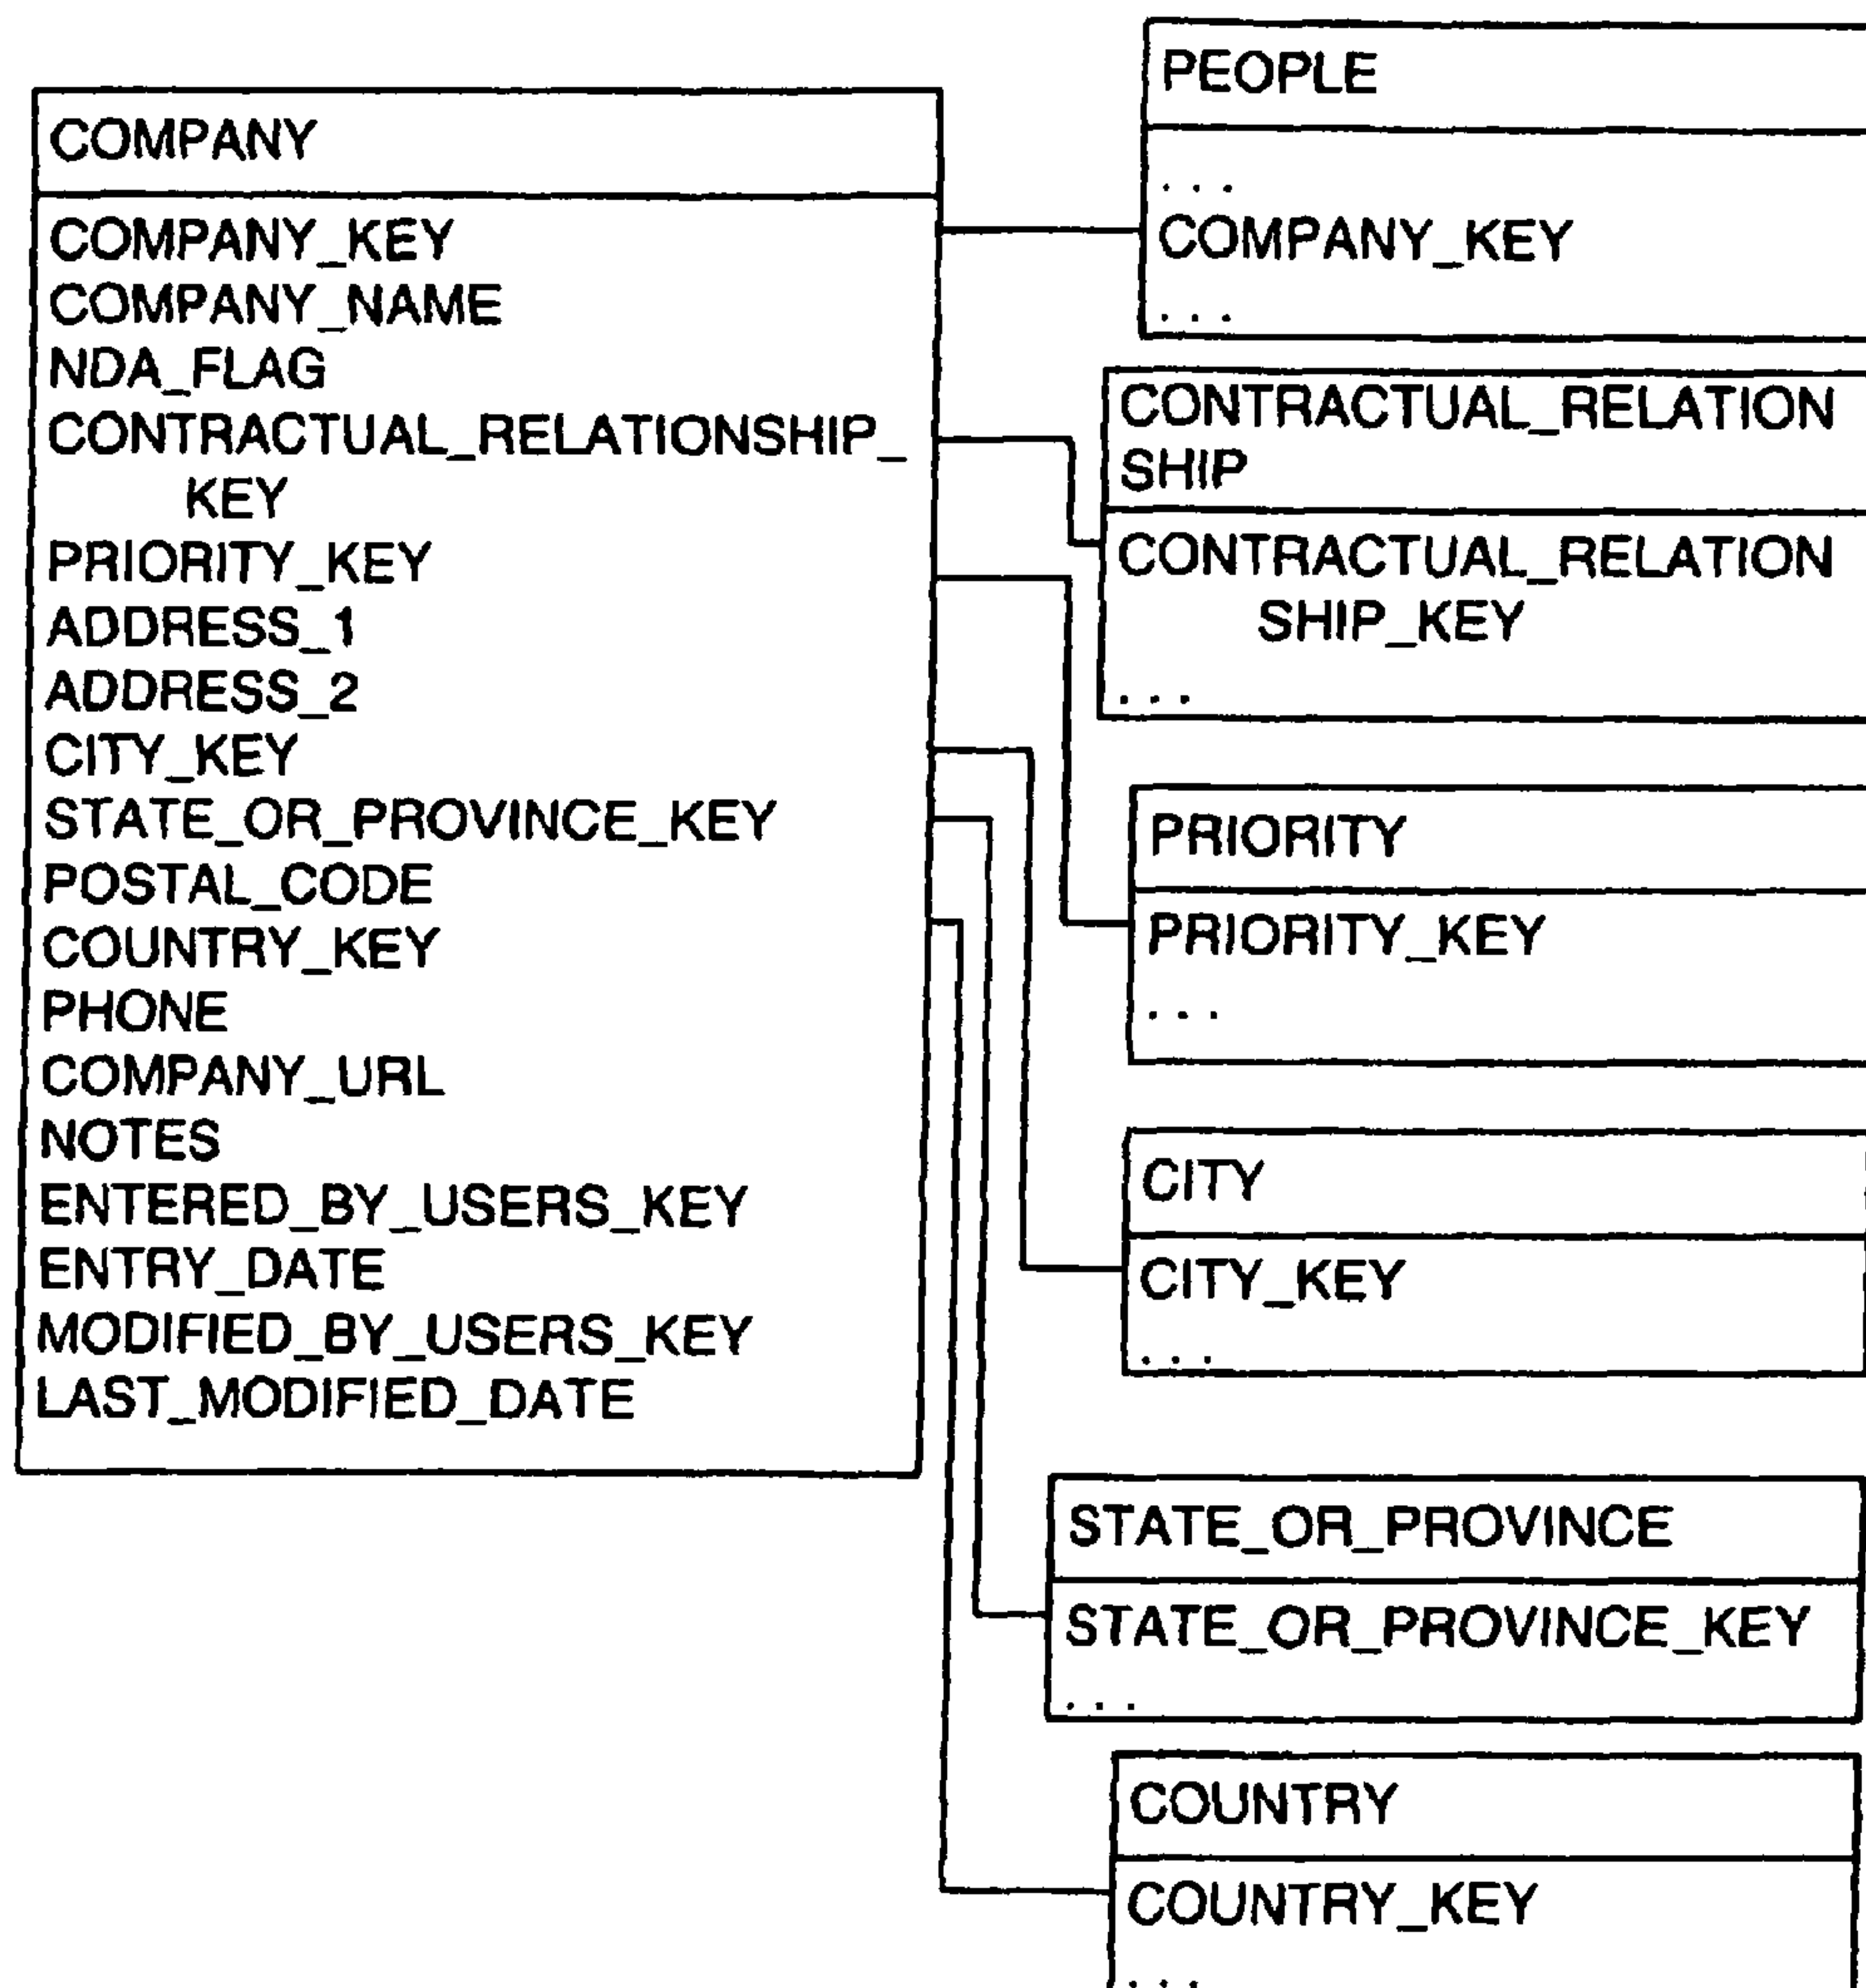 COMPANY
COMPANY_KEY
COMPANY_NAME
NDA_FLAG
CONTRACTUAL_RELATIONSHIP_
KEY
PRIORITY_KEY
ADDRESS_1
ADDRESS_2
CITY_KEY
STATE_OR_PROVINCE_KEY
POSTAL_CODE
COUNTRY_KEY
PHONE
COMPANY_URL
NOTES
ENTERED_BY_USERS_KEY
ENTRY_DATE
MODIFIED_BY_USERS_KEY
LAST_MODIFIED_DATE
PEOPLE
. . .
COMPANY_KEY
. . .
CONTRACTUAL_RELATION
SHIP
CONTRACTUAL_RELATION
SHIP_KEY
. . .
PRIORITY
PRIORITY_KEY
. . .
CITY
CITY_KEY
. . .
STATE_OR_PROVINCE
STATE_OR_PROVINCE_KEY
. . .
COUNTRY
COUNTRY_KEY
. . .